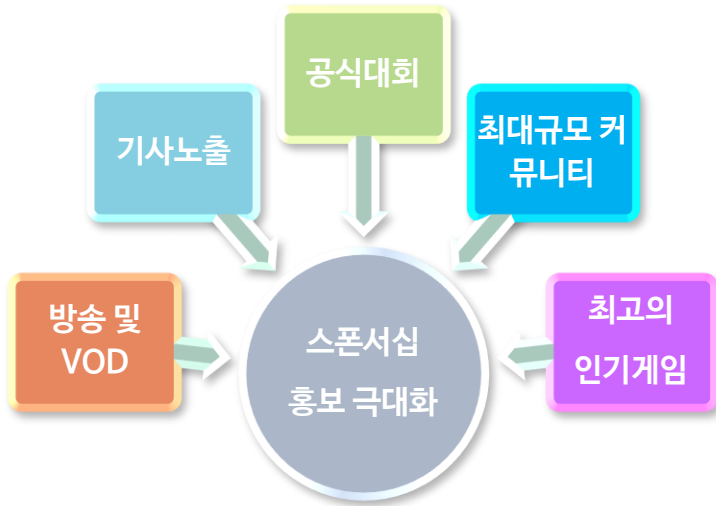 공식대회
기사노출
최대규모 커
뮤니티
방송 및
VOD
최고의
인기게임
스폰서십
홍보 극대화